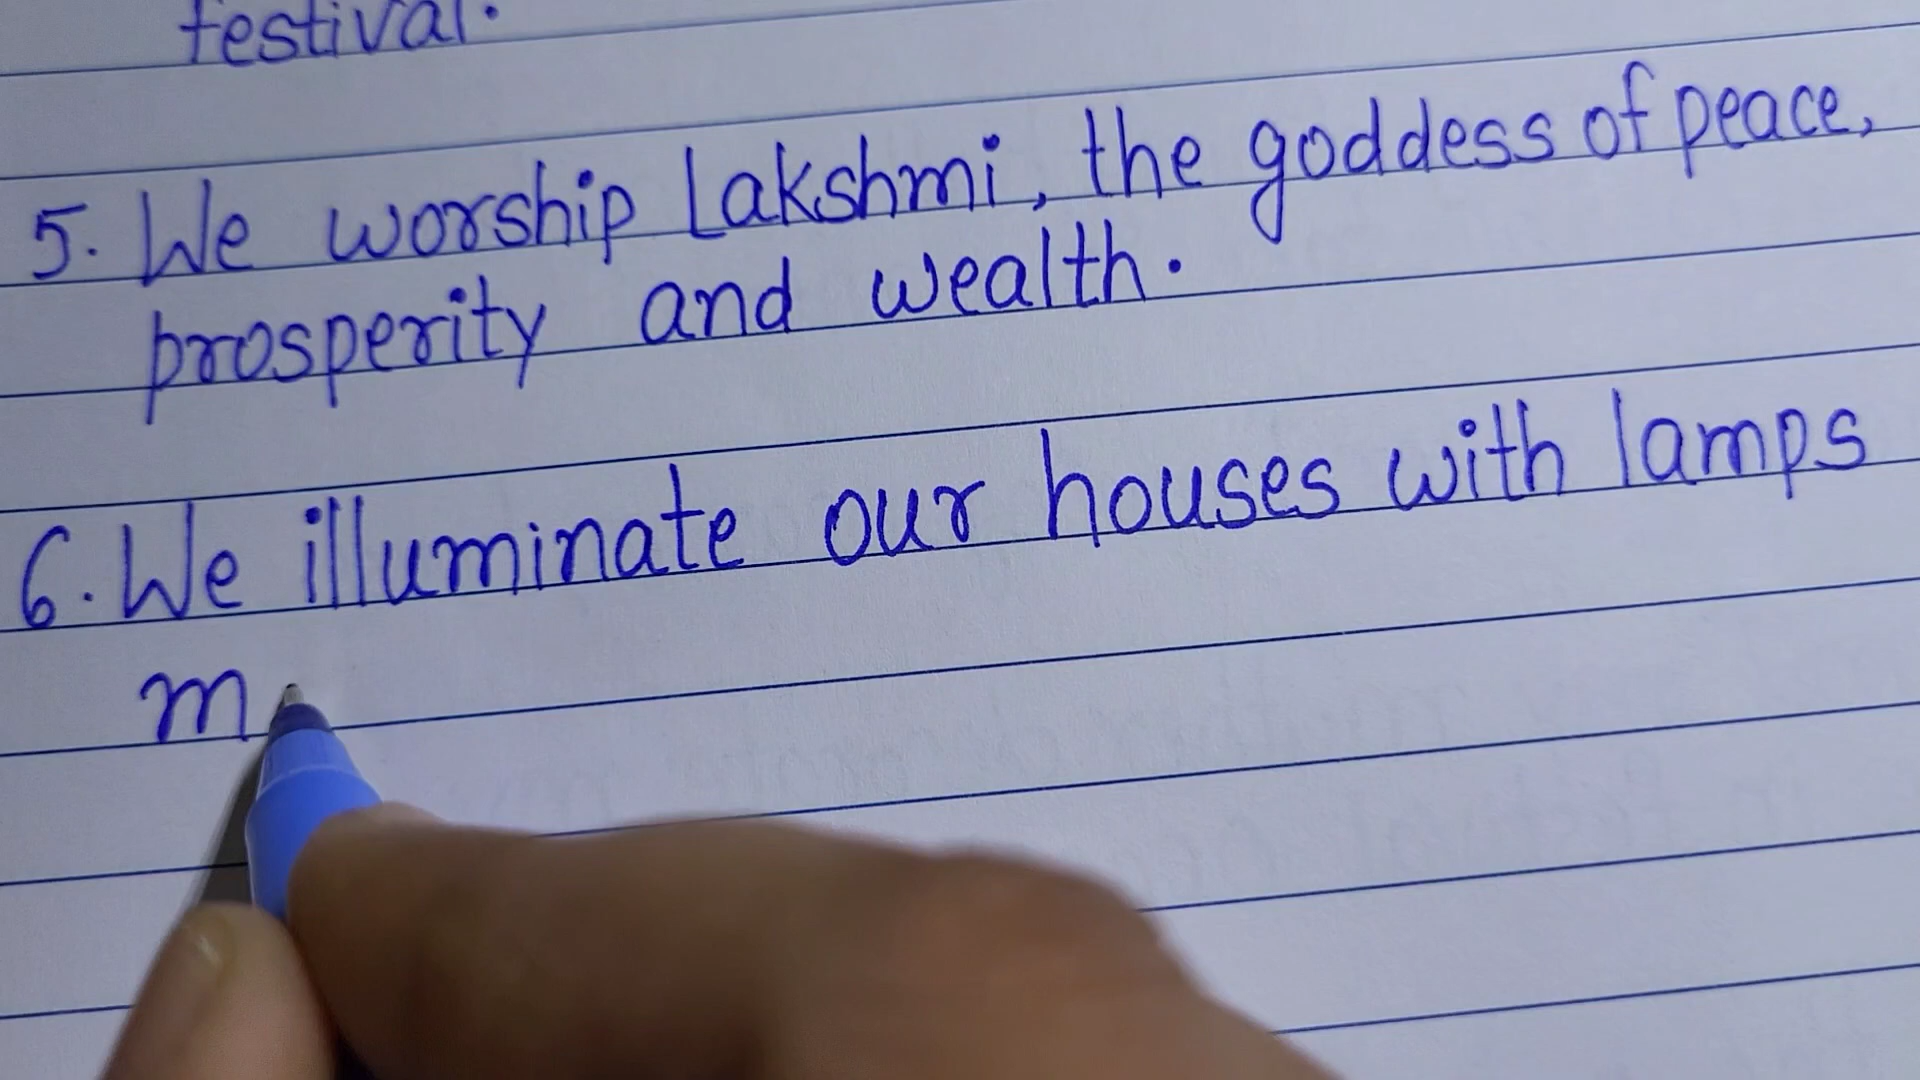 festival.
5. We worship Lakshmi, the goddess of peace,
prosperity and wealth.
6. We illuminate our houses with lamps
m